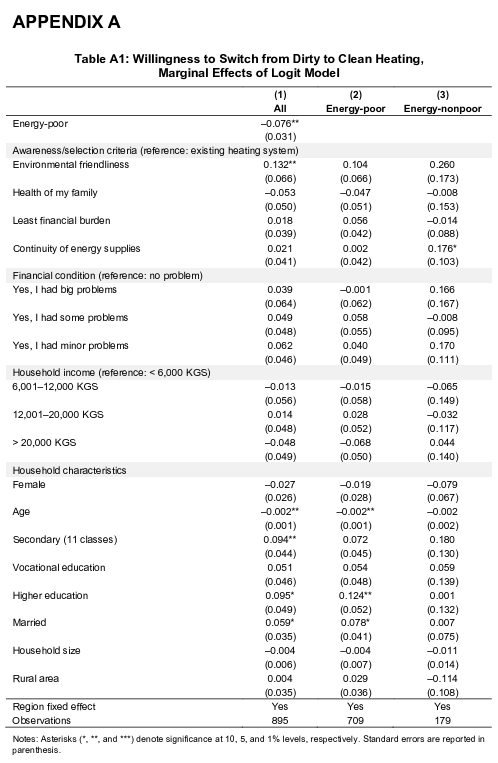 APPENDIX A
Table A1: Willingness to Switch from Dirty to Clean Heating,
Marginal Effects of Logit Model
(1) (2) (3)
All Energy-poor Energy-nonpoor
Energy-poor –0.076**
(0.031)
Awareness/selection criteria (reference: existing heating system)
Environmental friendliness 0.132** 0.104 0.260
(0.066) (0.066) (0.173)
Health of my family –0.053 –0.047 –0.008
(0.050) (0.051) (0.153)
Least financial burden 0.018 0.056 –0.014
(0.039) (0.042) (0.088)
Continuity of energy supplies 0.021 0.002 0.176*
(0.041) (0.042) (0.103)
Financial condition (reference: no problem)
Yes, I had big problems 0.039 –0.001 0.166
(0.064) (0.062) (0.167)
Yes, I had some problems 0.049 0.058 –0.008
(0.048) (0.055) (0.095)
Yes, I had minor problems 0.062 0.040 0.170
(0.046) (0.049) (0.111)
Household income (reference: < 6,000 KGS)
6,001–12,000 KGS –0.013 –0.015 –0.065
(0.056) (0.058) (0.149)
12,001–20,000 KGS 0.014 0.028 –0.032
(0.048) (0.052) (0.117)
> 20,000 KGS –0.048 –0.068 0.044
(0.049) (0.050) (0.140)
Household characteristics
Female –0.027 –0.019 –0.079
(0.026) (0.028) (0.067)
Age –0.002** –0.002** –0.002
(0.001) (0.001) (0.002)
Secondary (11 classes) 0.094** 0.072 0.180
(0.044) (0.045) (0.130)
Vocational education 0.051 0.054 0.059
(0.046) (0.048) (0.139)
Higher education 0.095* 0.124** 0.001
(0.049) (0.052) (0.132)
Married 0.059* 0.078* 0.007
(0.035) (0.041) (0.075)
Household size –0.004 –0.004 –0.011
(0.006) (0.007) (0.014)
Rural area 0.004 0.029 –0.114
(0.035) (0.036) (0.108)
Region fixed effect Yes Yes Yes
Observations 895 709 179
Notes: Asterisks (*, **, and ***) denote significance at 10, 5, and 1% levels, respectively. Standard errors are reported in
parenthesis.